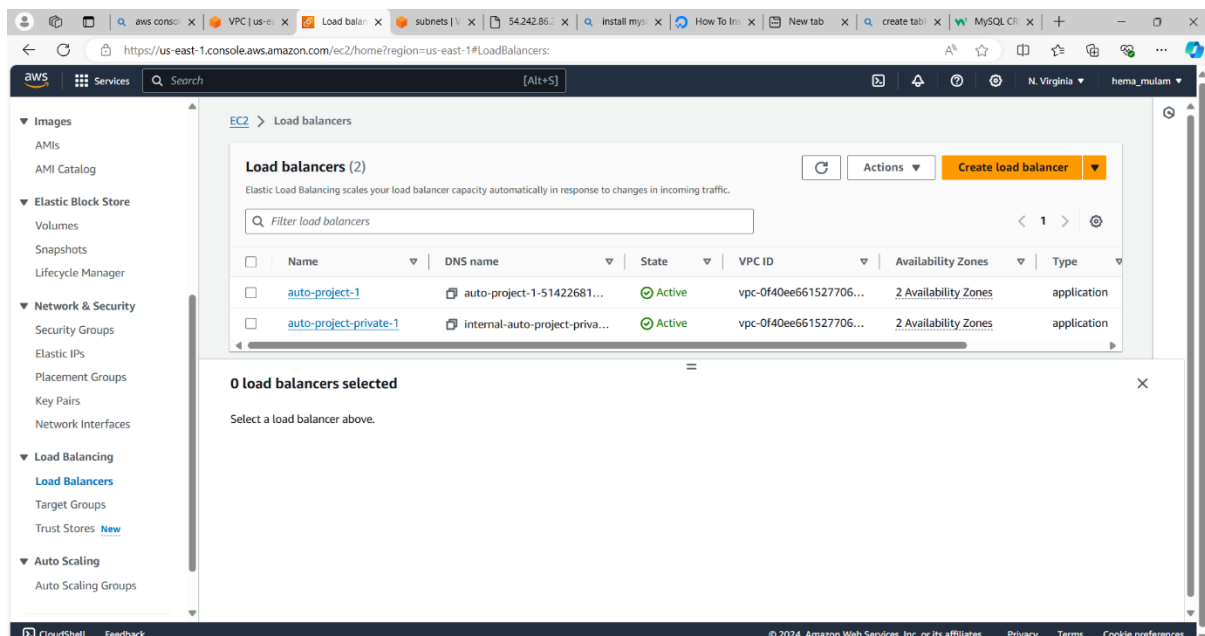 aws consol
VPC | us-e
Load balan
subnets | V
54.242.86.2
install mys
How To Ins
New tab
create tabl
MySQL CR
https://us-east-1.console.aws.amazon.com/ec2/home?region=us-east-1#LoadBalancers:
aws Services Search [Alt+S] N. Virginia hema_mulam
Images
AMIs
AMI Catalog
Elastic Block Store
Volumes
Snapshots
Lifecycle Manager
Network & Security
Security Groups
Elastic IPs
Placement Groups
Key Pairs
Network Interfaces
Load Balancing
Load Balancers
Target Groups
Trust Stores New
Auto Scaling
Auto Scaling Groups
EC2 > Load balancers
Load balancers (2)
Actions
Create load balancer
Elastic Load Balancing scales your load balancer capacity automatically in response to changes in incoming traffic.
Filter load balancers
1
Name DNS name State VPC ID Availability Zones Type
auto-project-1 auto-project-1-51422681... Active vpc-0f40ee661527706... 2 Availability Zones application
auto-project-private-1 internal-auto-project-priva... Active vpc-0f40ee661527706... 2 Availability Zones application
0 load balancers selected
Select a load balancer above.
CloudShell Feedback © 2024, Amazon Web Services, Inc. or its affiliates. Privacy Terms Cookie preferences